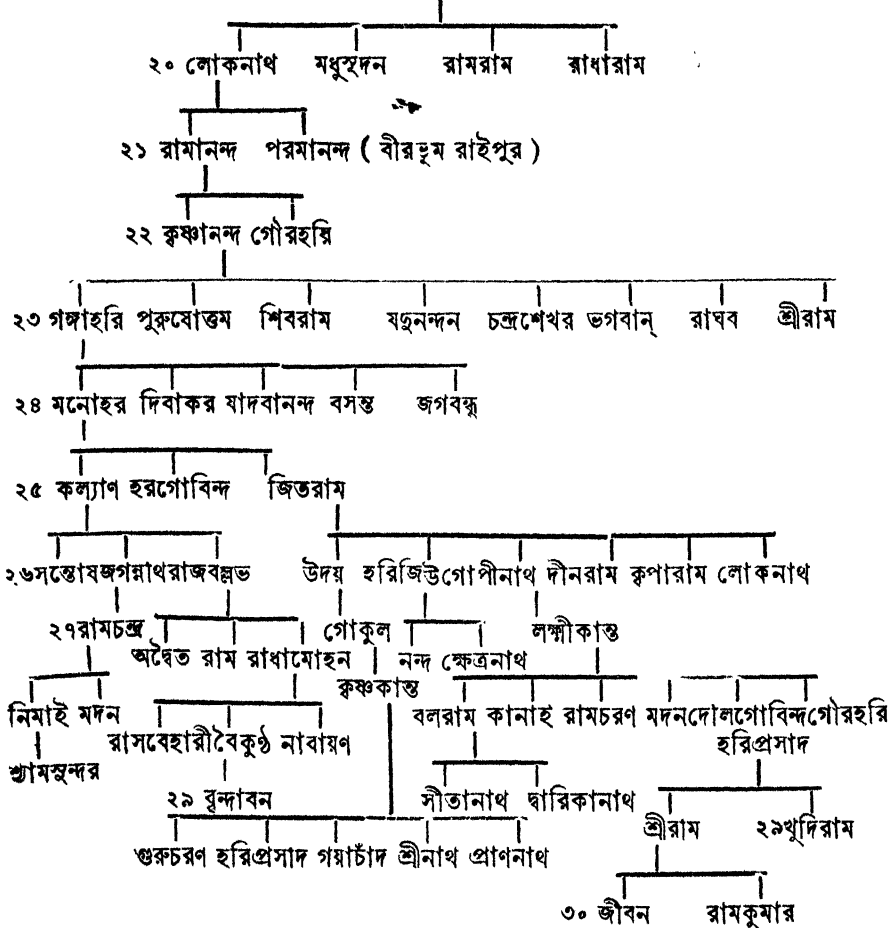 ২০ লোকনাথ মধুসূদন রামরাম রাধারাম
২১ রামানন্দ পরমানন্দ ( বীরভূম রাইপুর )
২২ কৃষ্ণানন্দ গৌরহরি
২৩ গঙ্গাহরি পুরুষোত্তম শিবরাম যদুনন্দন চন্দ্রশেখর ভগবান্ রাঘব শ্রীরাম
২৪ মনোহর দিবাকর যাদবানন্দ বসন্ত জগবন্ধু
২৫ কল্যাণ হরগোবিন্দ জিতরাম
২৬সন্তোষজগন্নাথরাজবল্লভ উদয় হরিজিউগোপীনাথ দীনরাম কৃপারাম লোকনাথ
২৭রামচন্দ্র গোকুল লক্ষ্মীকান্ত
অদ্বৈত রাম রাধামোহন নন্দ ক্ষেত্রনাথ
কৃষ্ণকান্ত
নিমাই মদন বলরাম কানাই রামচরণ মদনদোলগোবিন্দগৌরহরি
রাসবেহারীবৈকুণ্ঠ নাবায়ণ হরিপ্রসাদ
শ্যামসুন্দর
২৯ বৃন্দাবন সীতানাথ দ্বারিকানাথ
শ্রীরাম ২৯খুদিরাম
গুরুচরণ হরিপ্রসাদ গয়াচাঁদ শ্রীনাথ প্রাণনাথ
৩০ জীবন রামকুমার